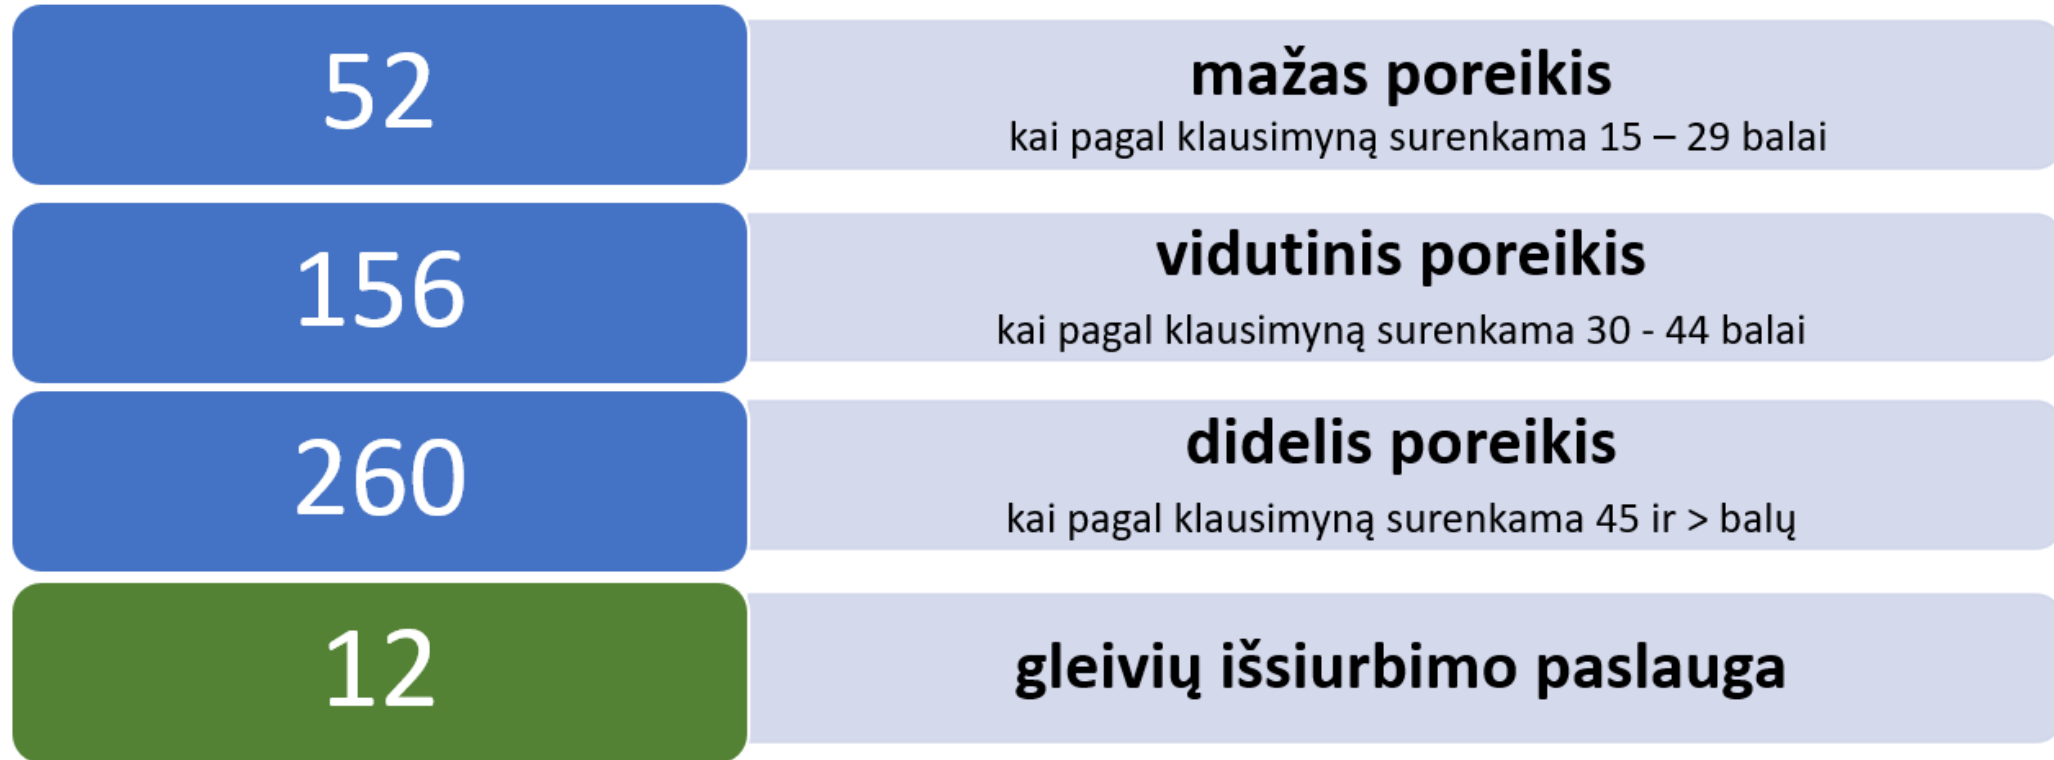 52
mažas poreikis
kai pagal klausimyną surenkama 15 – 29 balai
156
vidutinis poreikis
kai pagal klausimyną surenkama 30 - 44 balai
260
didelis poreikis
kai pagal klausimyną surenkama 45 ir > balų
12
gleivių išsiurbimo paslauga